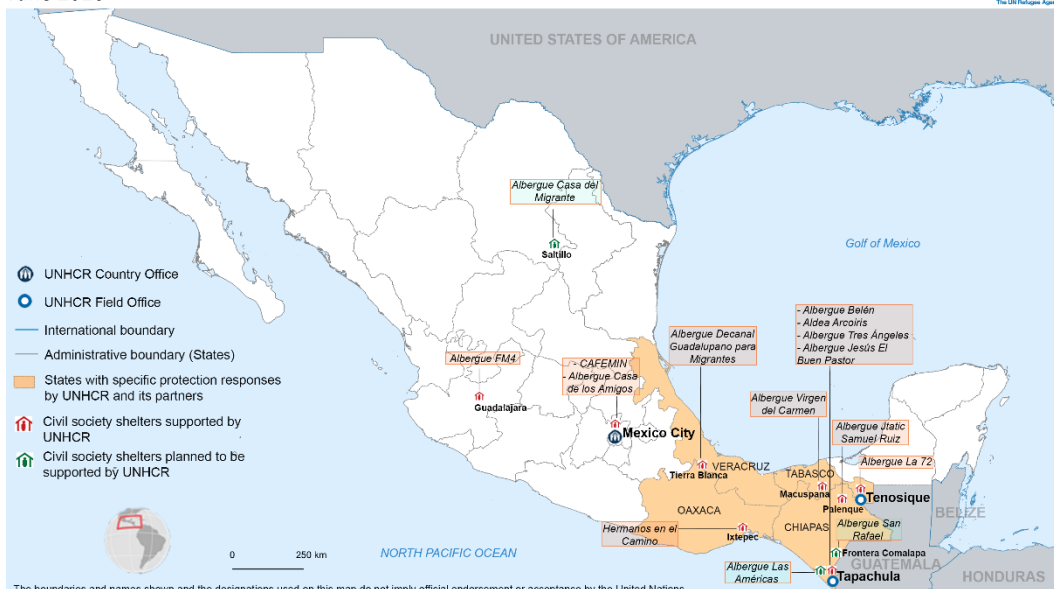 The UN Refugee Agency
UNITED STATES OF AMERICA
Albergue Casa del
Migrante
Saltillo
Golf of Mexico
UNHCR Country Office
UNHCR Field Office
International boundary
Administrative boundary (States)
States with specific protection responses
by UNHCR and its partners
Civil society shelters supported by
UNHCR
Civil society shelters planned to be
supported by UNHCR
- Albergue Belén
- Aldea Arcoiris
- Albergue Tres Ángeles
- Albergue Jesús El
Buen Pastor
Albergue Decanal
Guadalupano para
Migrantes
Albergue FM4
- CAFEMIN
- Albergue Casa
de los Amigos
Guadalajara
Mexico City
Albergue Virgen
del Carmen
Albergue Jtatic
Samuel Ruiz
Albergue La 72
VERACRUZ
Tierra Blanca
TABASCO
Macuspana
Tenosique
Palenque
BELIZE
OAXACA
CHIAPAS
Hermanos en el
Camino
Ixtepec
Albergue San
Rafael
Frontera Comalapa
GUATEMALA
Albergue Las
Américas
Tapachula
HONDURAS
0
250 km
NORTH PACIFIC OCEAN
The boundaries and names shown and the designations used on this map do not imply official endorsement or acceptance by the United Nations